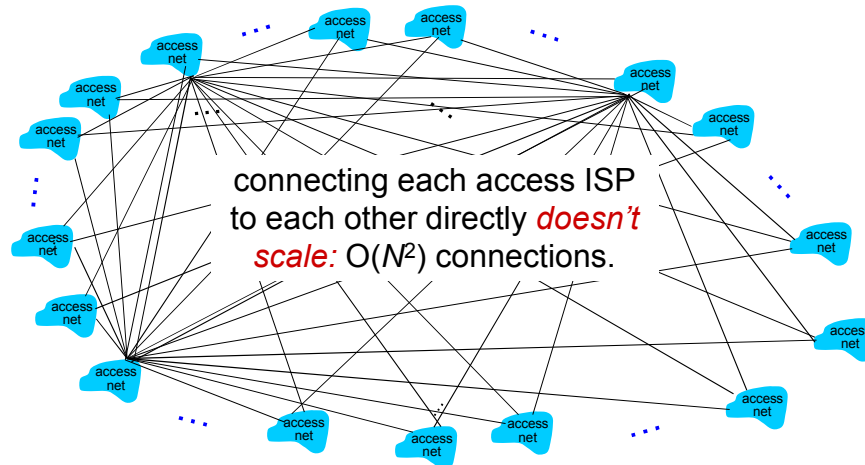 access
net
access
net
access
net
access
net
access
net
access
net
access
net
connecting each access ISP
to each other directly doesn't
scale: O(N²) connections.
access
net
access
net
access
net
access
net
access
net
access
net
access
net
access
net
access
net